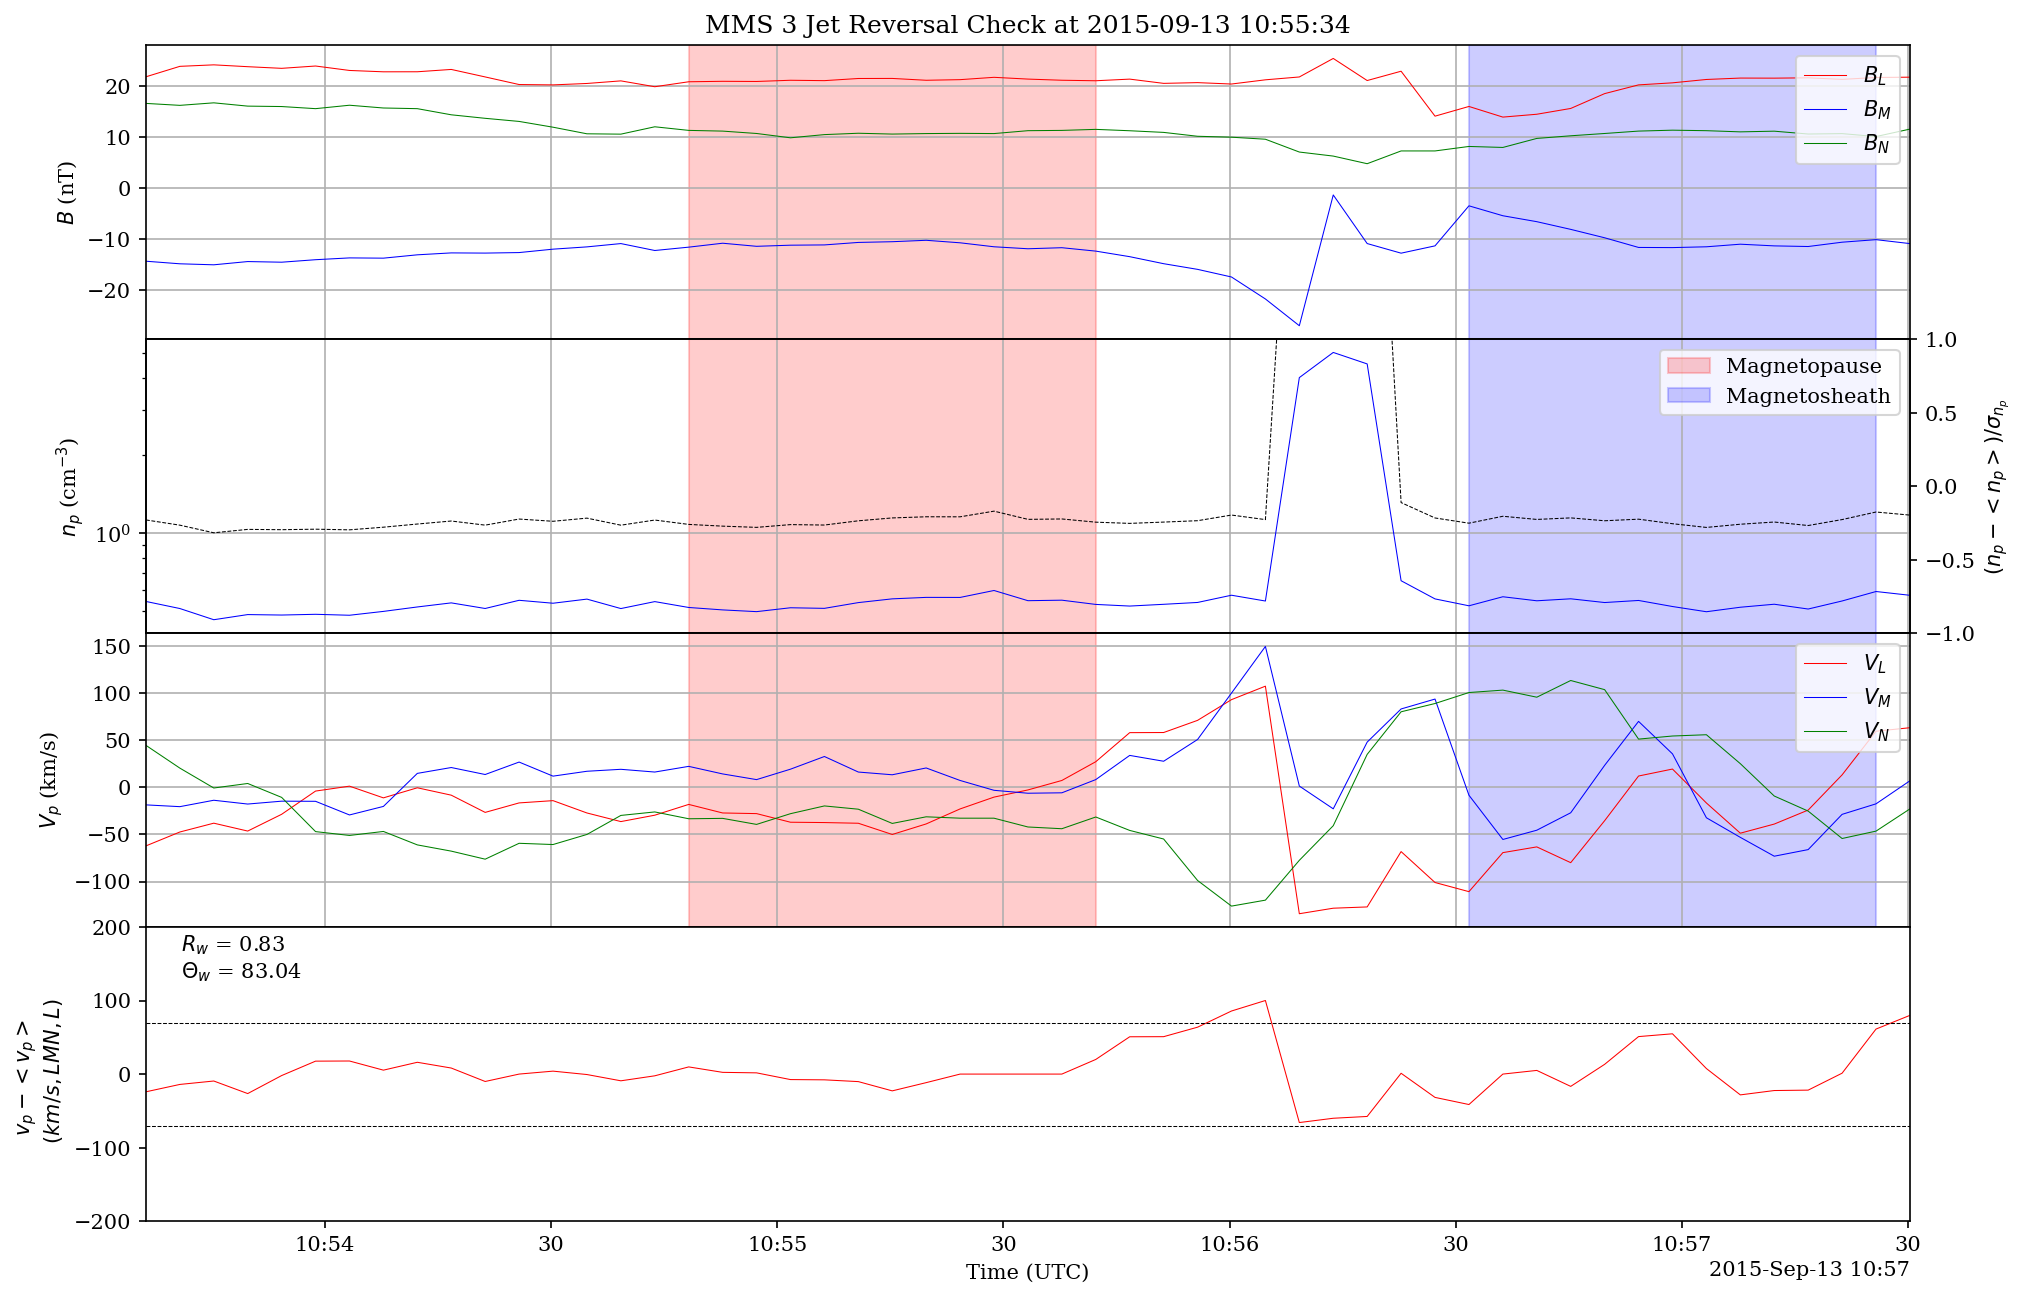 MMS 3 Jet Reversal Check at 2015-09-13 10:55:34
20
10
0
−10
−20
B (nT)
B_L
B_M
B_N
10^0
n_p (cm^−3)
1.0
0.5
0.0
−0.5
−1.0
(n_p − < n_p >)/σ_{n_p}
Magnetopause
Magnetosheath
150
100
50
0
−50
−100
V_p (km/s)
V_L
V_M
V_N
200
100
0
−100
−200
v_p − < v_p >
(km/s, LMN, L)
R_w = 0.83
Θ_w = 83.04
10:54 30 10:55 30 10:56 30 10:57 30
Time (UTC)
2015-Sep-13 10:57